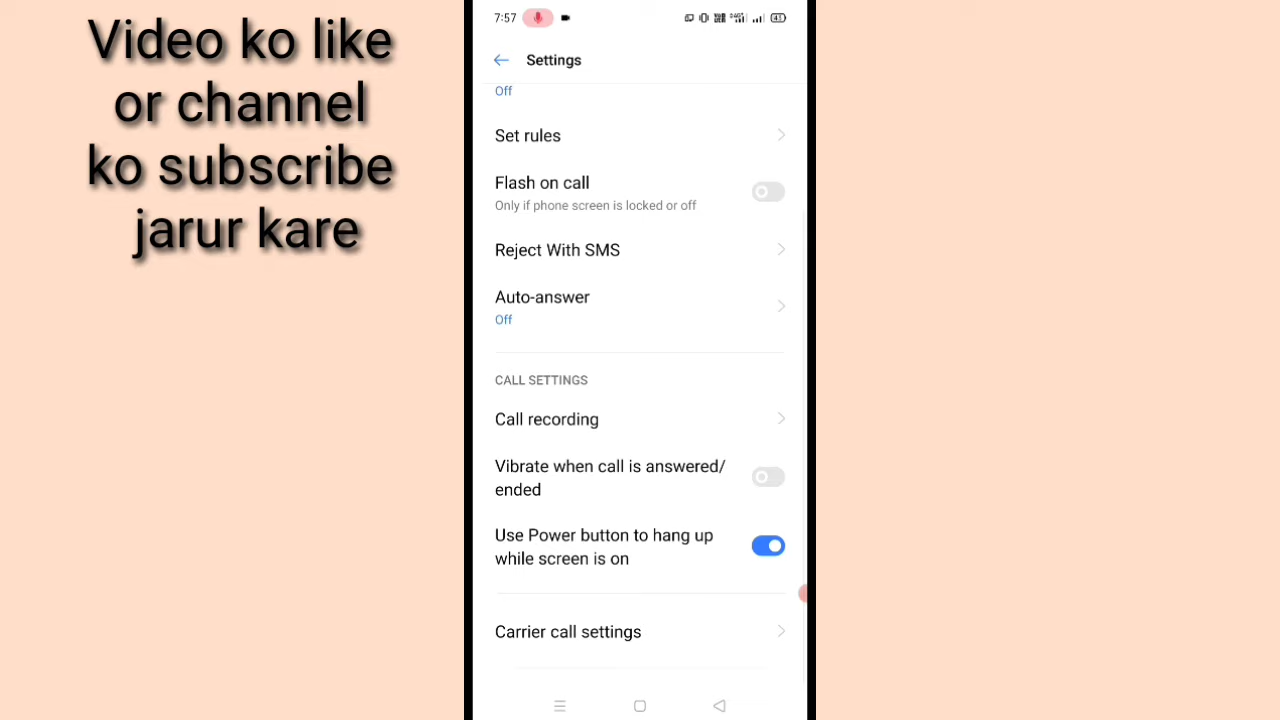 Video ko like
or channel
ko subscribe
jarur kare
7:57
Settings
Off
Set rules
Flash on call
Only if phone screen is locked or off
Reject With SMS
Auto-answer
Off
CALL SETTINGS
Call recording
Vibrate when call is answered/
ended
Use Power button to hang up
while screen is on
Carrier call settings